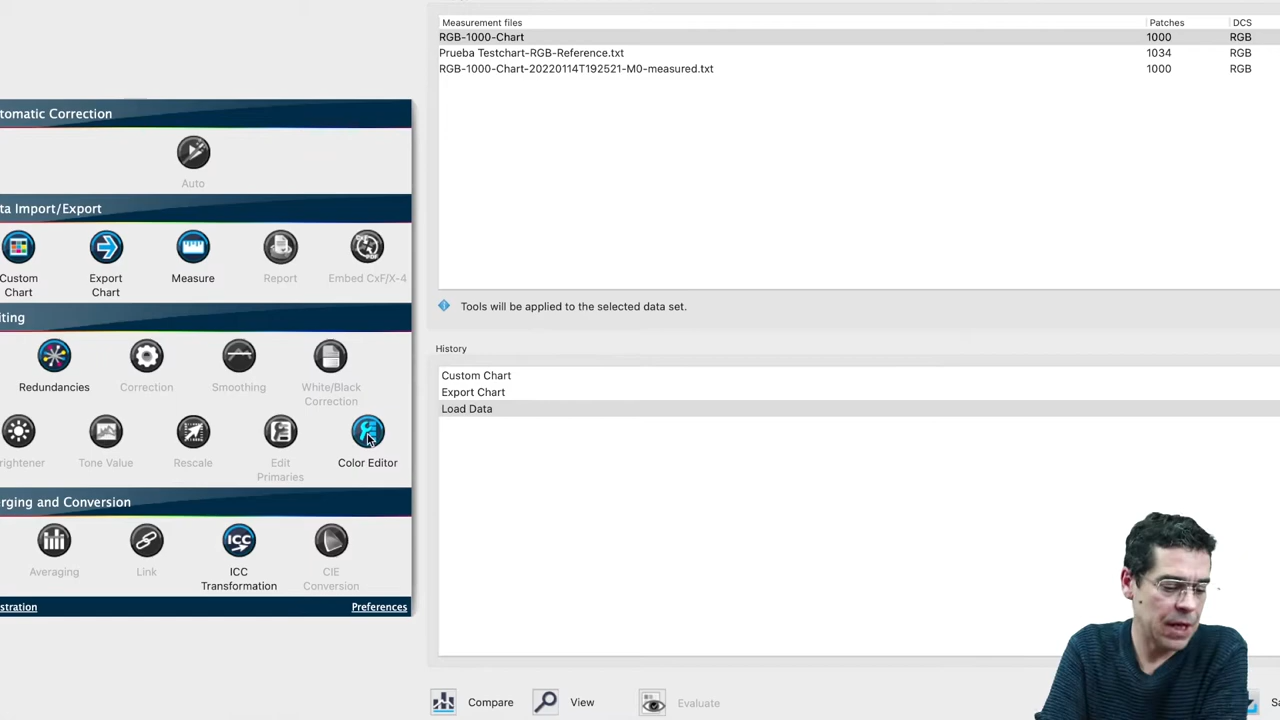 Measurement files Patches DCS
RGB-1000-Chart 1000 RGB
Prueba Testchart-RGB-Reference.txt 1034 RGB
RGB-1000-Chart-20220114T192521-M0-measured.txt 1000 RGB
tomatic Correction
Auto
ta Import/Export
Custom Chart
Export Chart
Measure
Report
Embed CxF/X-4
Tools will be applied to the selected data set.
iting
Redundancies
Correction
Smoothing
White/Black Correction
History
Custom Chart
Export Chart
Load Data
rightener
Tone Value
Rescale
Edit Primaries
Color Editor
rging and Conversion
ICC
Averaging
Link
ICC Transformation
CIE Conversion
stration Preferences
Compare View Evaluate